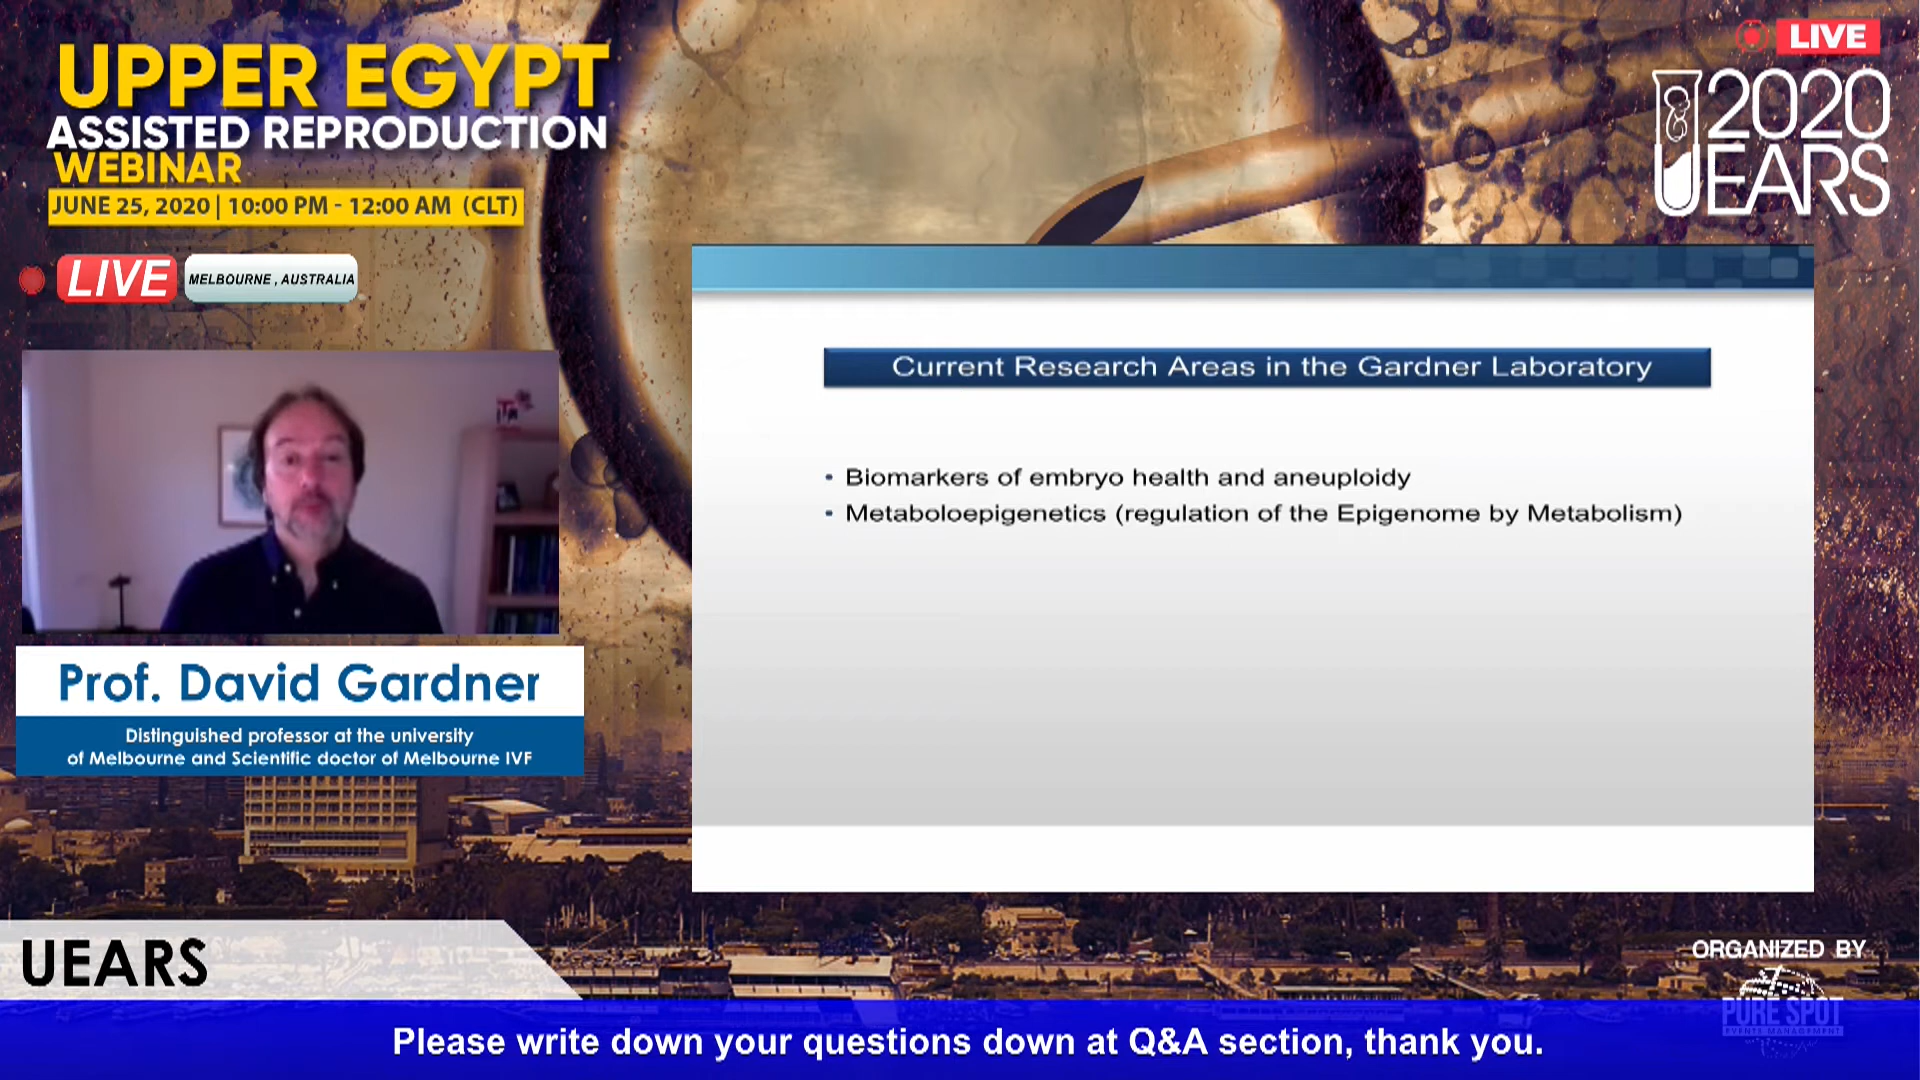 UPPER EGYPT
ASSISTED REPRODUCTION
WEBINAR
JUNE 25, 2020 | 10:00 PM - 12:00 AM (CLT)
LIVE
MELBOURNE , AUSTRALIA
LIVE
2020
UEARS
Current Research Areas in the Gardner Laboratory
• Biomarkers of embryo health and aneuploidy
• Metaboloepigenetics (regulation of the Epigenome by Metabolism)
Prof. David Gardner
Distinguished professor at the university
of Melbourne and Scientific doctor of Melbourne IVF
UEARS
ORGANIZED BY
PURE SPOT
EVENTS MANAGEMENT
Please write down your questions down at Q&A section, thank you.